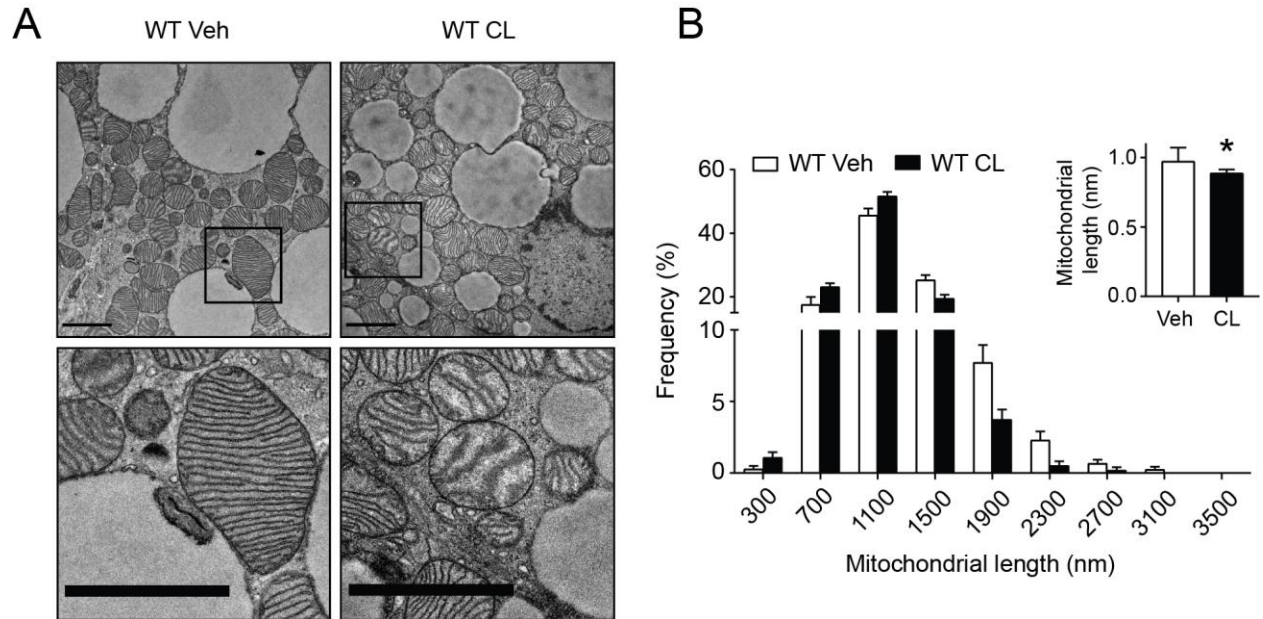 A
WT Veh
WT CL
B
WT Veh
WT CL
Frequency (%)
60
40
20
10
5
0
300
700
1100
1500
1900
2300
2700
3100
3500
Mitochondrial length (nm)
Mitochondrial
length (nm)
1.0
0.5
0.0
Veh
CL
*